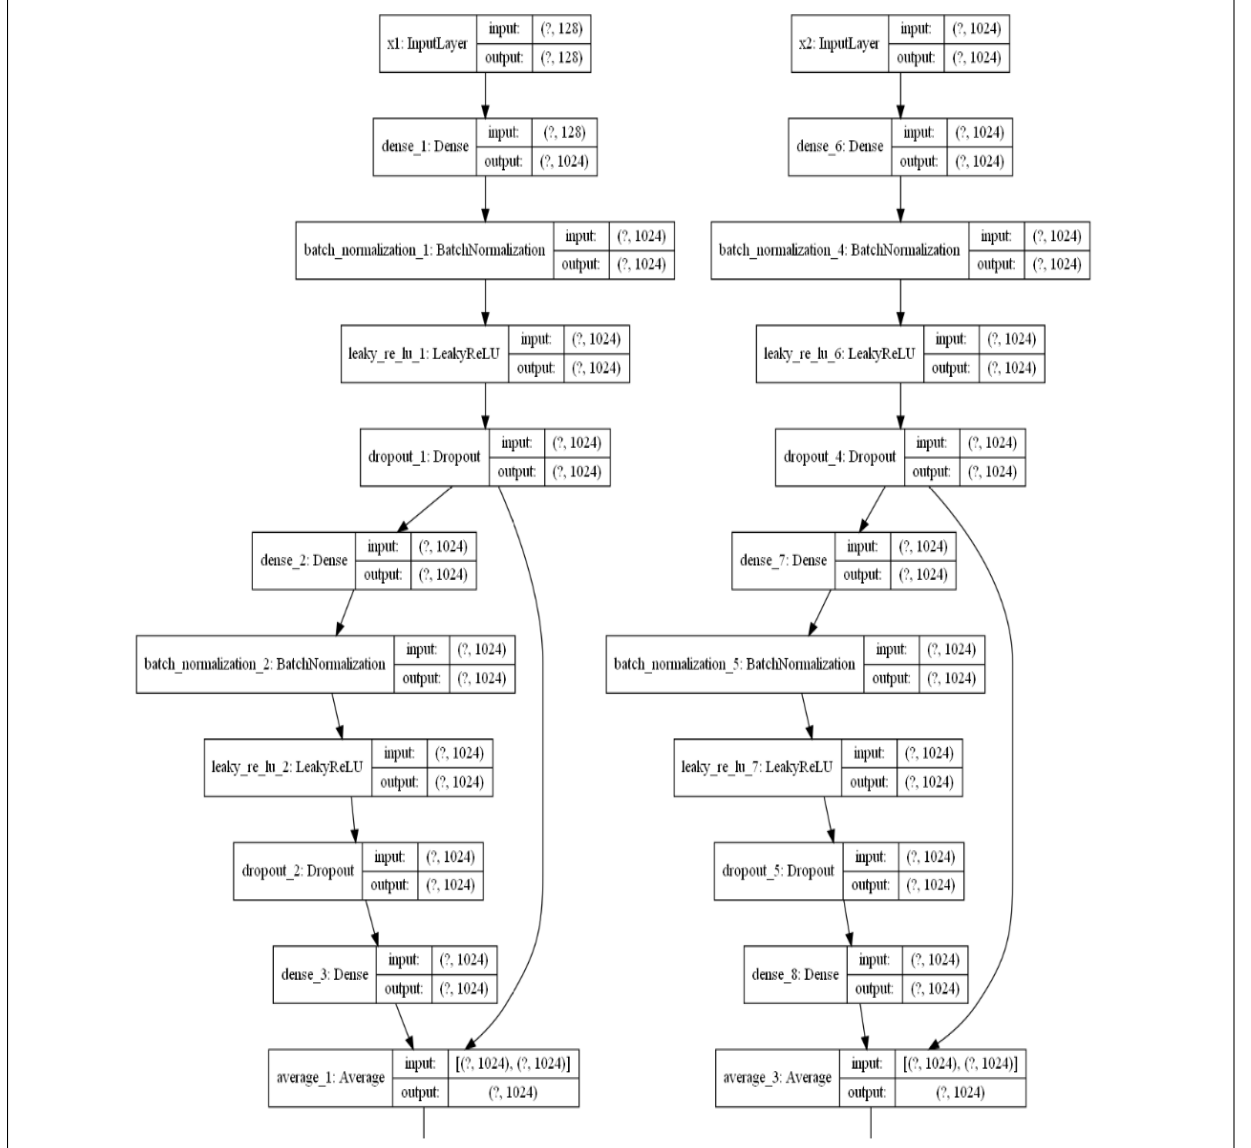 x1: InputLayer input: (?, 128)
output: (?, 128)
x2: InputLayer input: (?, 1024)
output: (?, 1024)
dense_1: Dense input: (?, 128)
output: (?, 1024)
dense_6: Dense input: (?, 1024)
output: (?, 1024)
batch_normalization_1: BatchNormalization input: (?, 1024)
output: (?, 1024)
batch_normalization_4: BatchNormalization input: (?, 1024)
output: (?, 1024)
leaky_re_lu_1: LeakyReLU input: (?, 1024)
output: (?, 1024)
leaky_re_lu_6: LeakyReLU input: (?, 1024)
output: (?, 1024)
dropout_1: Dropout input: (?, 1024)
output: (?, 1024)
dropout_4: Dropout input: (?, 1024)
output: (?, 1024)
dense_2: Dense input: (?, 1024)
output: (?, 1024)
dense_7: Dense input: (?, 1024)
output: (?, 1024)
batch_normalization_2: BatchNormalization input: (?, 1024)
output: (?, 1024)
batch_normalization_5: BatchNormalization input: (?, 1024)
output: (?, 1024)
leaky_re_lu_2: LeakyReLU input: (?, 1024)
output: (?, 1024)
leaky_re_lu_7: LeakyReLU input: (?, 1024)
output: (?, 1024)
dropout_2: Dropout input: (?, 1024)
output: (?, 1024)
dropout_5: Dropout input: (?, 1024)
output: (?, 1024)
dense_3: Dense input: (?, 1024)
output: (?, 1024)
dense_8: Dense input: (?, 1024)
output: (?, 1024)
average_1: Average input: [(?, 1024), (?, 1024)]
output: (?, 1024)
average_3: Average input: [(?, 1024), (?, 1024)]
output: (?, 1024)